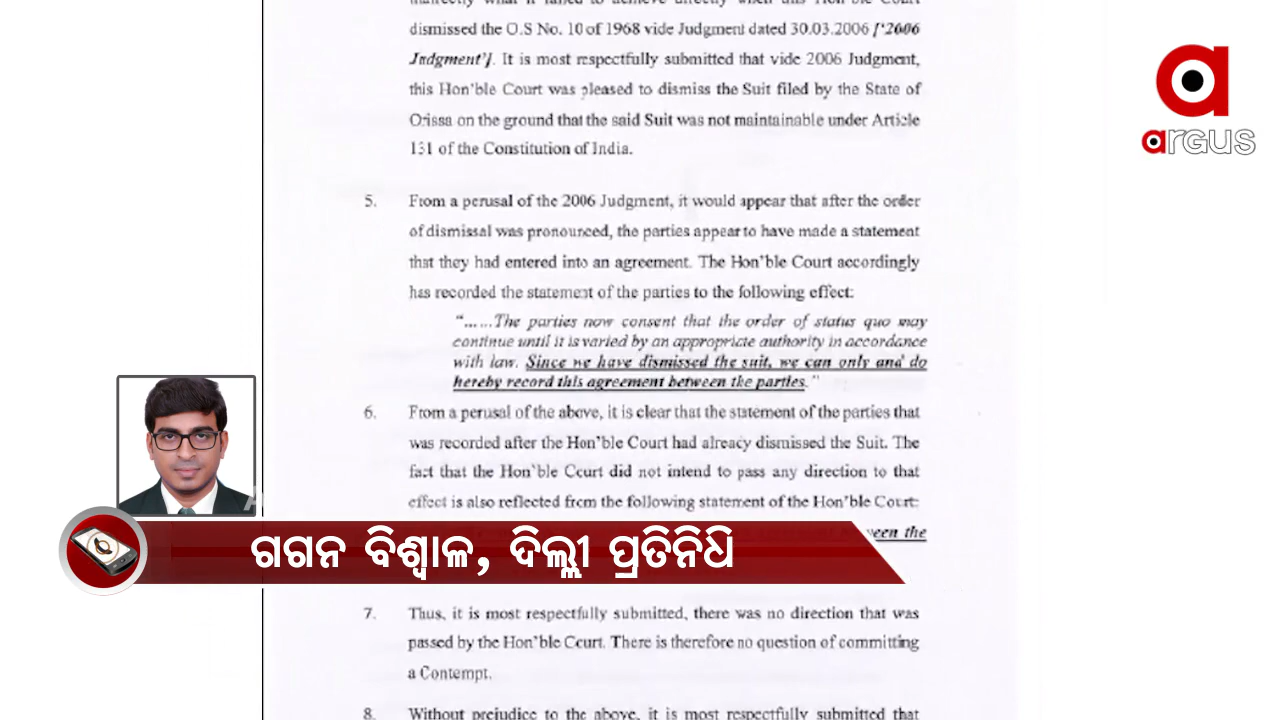 dismissed the O.S No. 10 of 1968 vide Judgment dated 30.03.2006 ['2006
Judgment']. It is most respectfully submitted that vide 2006 Judgment,
this Hon'ble Court was pleased to dismiss the Suit filed by the State of
Orissa on the ground that the said Suit was not maintainable under Article
131 of the Constitution of India.
5. From a perusal of the 2006 Judgment, it would appear that after the order
of dismissal was pronounced, the parties appear to have made a statement
that they had entered into an agreement. The Hon'ble Court accordingly
has recorded the statement of the parties to the following effect:
"......The parties now consent that the order of status quo may
continue until it is varied by an appropriate authority in accordance
with law. Since we have dismissed the suit, we can only and do
hereby record this agreement between the parties."
6. From a perusal of the above, it is clear that the statement of the parties that
was recorded after the Hon'ble Court had already dismissed the Suit. The
fact that the Hon'ble Court did not intend to pass any direction to that
effect is also reflected from the following statement of the Hon'ble Court:
the
ଗଗନ ବିଶ୍ୱାଳ, ଦିଲ୍ଲୀ ପ୍ରତିନିଧି
7. Thus, it is most respectfully submitted, there was no direction that was
passed by the Hon'ble Court. There is therefore no question of committing
a Contempt.
8. Without prejudice to the above, it is most respectfully submitted that
argus